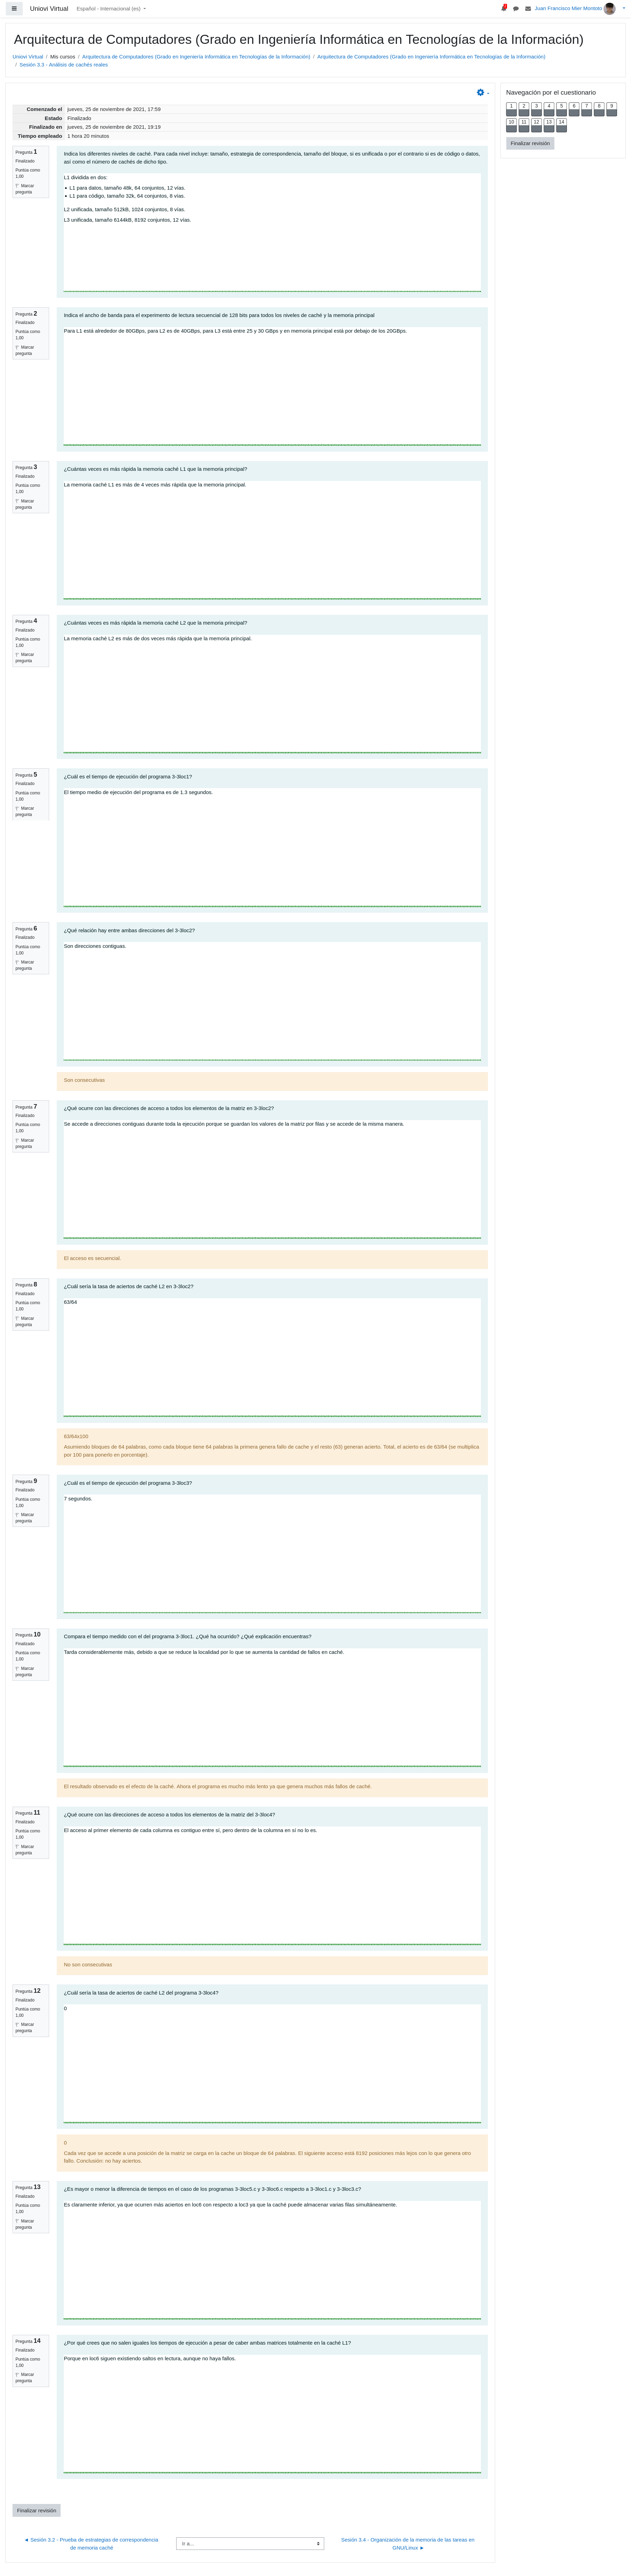 Uniovi Virtual
Español - Internacional (es)
Juan Francisco Mier Montoto
Arquitectura de Computadores (Grado en Ingeniería Informática en Tecnologías de la Información)
Uniovi Virtual / Mis cursos / Arquitectura de Computadores (Grado en Ingeniería Informática en Tecnologías de la Información) / Arquitectura de Computadores (Grado en Ingeniería Informática en Tecnologías de la Información)
/ Sesión 3.3 - Análisis de cachés reales
Navegación por el cuestionario
1 2 3 4 5 6 7 8 9
10 11 12 13 14
Finalizar revisión
Comenzado el jueves, 25 de noviembre de 2021, 17:59
Estado Finalizado
Finalizado en jueves, 25 de noviembre de 2021, 19:19
Tiempo empleado 1 hora 20 minutos
Pregunta 1
Finalizado
Puntúa como
1,00
Marcar
pregunta
Indica los diferentes niveles de caché. Para cada nivel incluye: tamaño, estrategia de correspondencia, tamaño del bloque, si es unificada o por el contrario si es de código o datos,
así como el número de cachés de dicho tipo.
L1 dividida en dos:
L1 para datos, tamaño 48k, 64 conjuntos, 12 vías.
L1 para código, tamaño 32k, 64 conjuntos, 8 vías.
L2 unificada, tamaño 512kB, 1024 conjuntos, 8 vías.
L3 unificada, tamaño 6144kB, 8192 conjuntos, 12 vías.
Pregunta 2
Finalizado
Puntúa como
1,00
Marcar
pregunta
Indica el ancho de banda para el experimento de lectura secuencial de 128 bits para todos los niveles de caché y la memoria principal
Para L1 está alrededor de 80GBps, para L2 es de 40GBps, para L3 está entre 25 y 30 GBps y en memoria principal está por debajo de los 20GBps.
Pregunta 3
Finalizado
Puntúa como
1,00
Marcar
pregunta
¿Cuántas veces es más rápida la memoria caché L1 que la memoria principal?
La memoria caché L1 es más de 4 veces más rápida que la memoria principal.
Pregunta 4
Finalizado
Puntúa como
1,00
Marcar
pregunta
¿Cuántas veces es más rápida la memoria caché L2 que la memoria principal?
La memoria caché L2 es más de dos veces más rápida que la memoria principal.
Pregunta 5
Finalizado
Puntúa como
1,00
Marcar
pregunta
¿Cuál es el tiempo de ejecución del programa 3-3loc1?
El tiempo medio de ejecución del programa es de 1.3 segundos.
Pregunta 6
Finalizado
Puntúa como
1,00
Marcar
pregunta
¿Qué relación hay entre ambas direcciones del 3-3loc2?
Son direcciones contiguas.
Son consecutivas
Pregunta 7
Finalizado
Puntúa como
1,00
Marcar
pregunta
¿Qué ocurre con las direcciones de acceso a todos los elementos de la matriz en 3-3loc2?
Se accede a direcciones contiguas durante toda la ejecución porque se guardan los valores de la matriz por filas y se accede de la misma manera.
El acceso es secuencial.
Pregunta 8
Finalizado
Puntúa como
1,00
Marcar
pregunta
¿Cuál sería la tasa de aciertos de caché L2 en 3-3loc2?
63/64
63/64x100
Asumiendo bloques de 64 palabras, como cada bloque tiene 64 palabras la primera genera fallo de cache y el resto (63) generan acierto. Total, el acierto es de 63/64 (se multiplica
por 100 para ponerlo en porcentaje).
Pregunta 9
Finalizado
Puntúa como
1,00
Marcar
pregunta
¿Cuál es el tiempo de ejecución del programa 3-3loc3?
7 segundos.
Pregunta 10
Finalizado
Puntúa como
1,00
Marcar
pregunta
Compara el tiempo medido con el del programa 3-3loc1. ¿Qué ha ocurrido? ¿Qué explicación encuentras?
Tarda considerablemente más, debido a que se reduce la localidad por lo que se aumenta la cantidad de fallos en caché.
El resultado observado es el efecto de la caché. Ahora el programa es mucho más lento ya que genera muchos más fallos de caché.
Pregunta 11
Finalizado
Puntúa como
1,00
Marcar
pregunta
¿Qué ocurre con las direcciones de acceso a todos los elementos de la matriz del 3-3loc4?
El acceso al primer elemento de cada columna es contiguo entre sí, pero dentro de la columna en sí no lo es.
No son consecutivas
Pregunta 12
Finalizado
Puntúa como
1,00
Marcar
pregunta
¿Cuál sería la tasa de aciertos de caché L2 del programa 3-3loc4?
0
0
Cada vez que se accede a una posición de la matriz se carga en la cache un bloque de 64 palabras. El siguiente acceso está 8192 posiciones más lejos con lo que genera otro
fallo. Conclusión: no hay aciertos.
Pregunta 13
Finalizado
Puntúa como
1,00
Marcar
pregunta
¿Es mayor o menor la diferencia de tiempos en el caso de los programas 3-3loc5.c y 3-3loc6.c respecto a 3-3loc1.c y 3-3loc3.c?
Es claramente inferior, ya que ocurren más aciertos en loc6 con respecto a loc3 ya que la caché puede almacenar varias filas simultáneamente.
Pregunta 14
Finalizado
Puntúa como
1,00
Marcar
pregunta
¿Por qué crees que no salen iguales los tiempos de ejecución a pesar de caber ambas matrices totalmente en la caché L1?
Porque en loc6 siguen existiendo saltos en lectura, aunque no haya fallos.
Finalizar revisión
◄ Sesión 3.2 - Prueba de estrategias de correspondencia
de memoria caché
Ir a...
Sesión 3.4 - Organización de la memoria de las tareas en
GNU/Linux ►